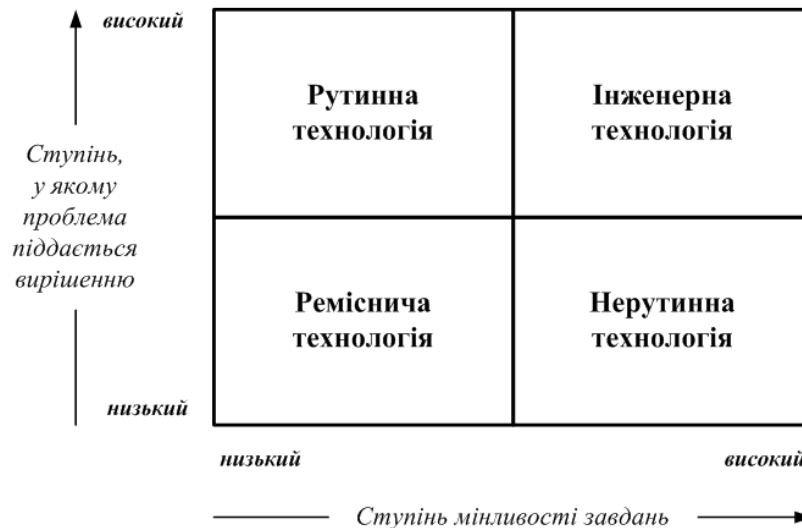 високий
Рутинна
технологія
Інженерна
технологія
Ступінь,
у якому
проблема
піддається
вирішенню
Реміснича
технологія
Нерутинна
технологія
низький
низький
високий
Ступінь мінливості завдань